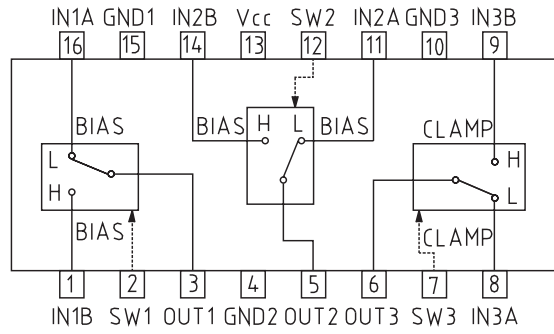 IN1A GND1 IN2B Vcc SW2 IN2A GND3 IN3B
16 15 14 13 12 11 10 9
BIAS BIAS H L BIAS CLAMP
L H
H L
BIAS CLAMP
1 2 3 4 5 6 7 8
IN1B SW1 OUT1 GND2 OUT2 OUT3 SW3 IN3A